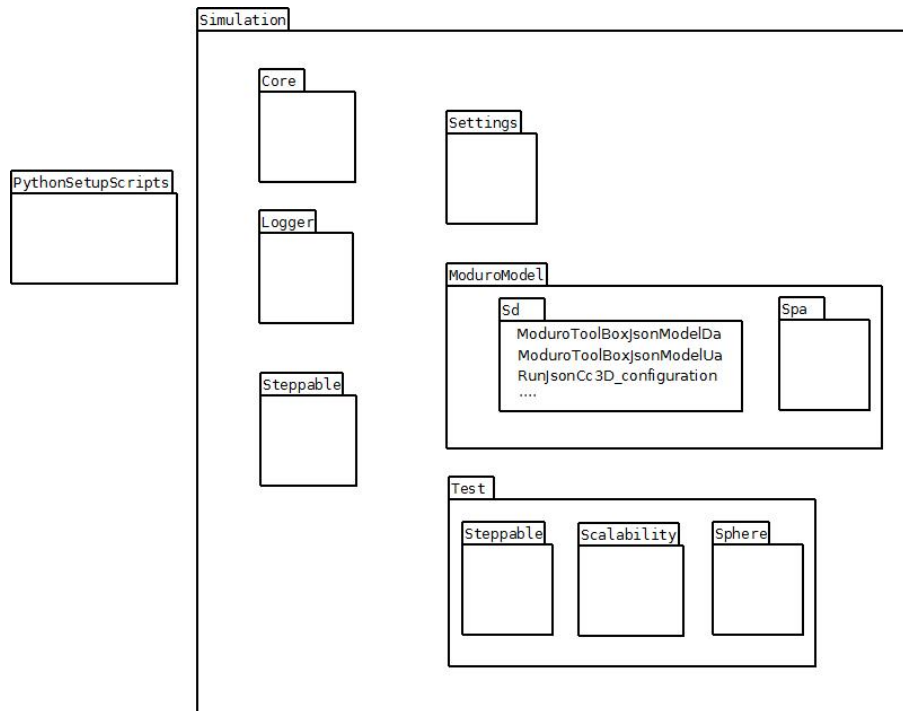 Simulation
Core
Settings
PythonSetupScripts
Logger
ModuroModel
Sd
ModuroToolBoxJsonModelDa
ModuroToolBoxJsonModelUa
RunJsonCc3D_configuration
....
Spa
Steppable
Test
Steppable
Scalability
Sphere